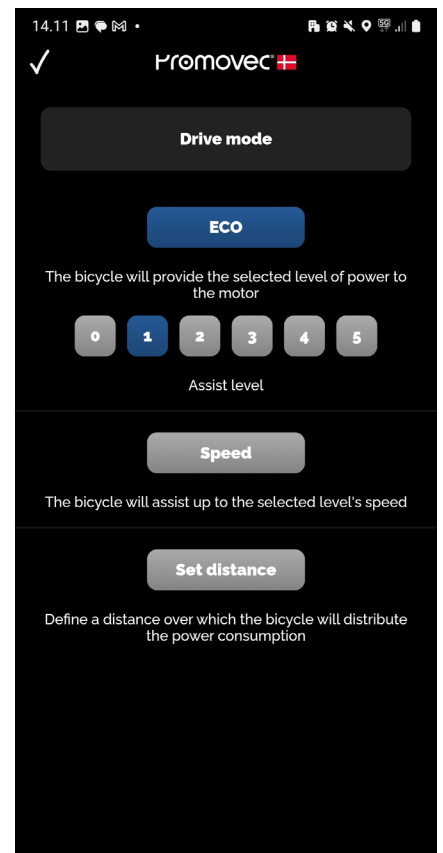 14.11
Promovec
Drive mode
ECO
The bicycle will provide the selected level of power to
the motor
0 1 2 3 4 5
Assist level
Speed
The bicycle will assist up to the selected level's speed
Set distance
Define a distance over which the bicycle will distribute
the power consumption